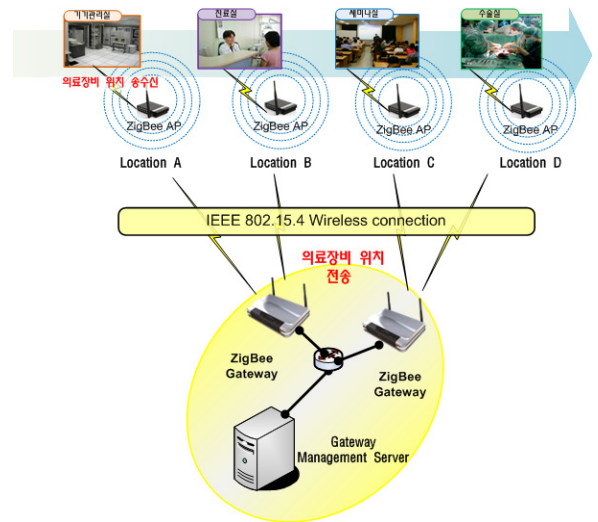 기기관리실
진료실
세미나실
수술실
의료장비 위치 송수신
ZigBee AP
ZigBee AP
ZigBee AP
ZigBee AP
Location A
Location B
Location C
Location D
IEEE 802.15.4 Wireless connection
의료장비 위치
전송
ZigBee
Gateway
ZigBee
Gateway
Gateway
Management Server